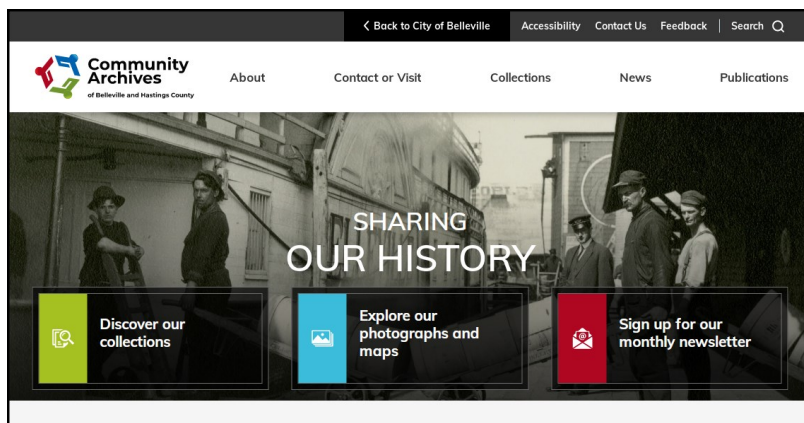 Back to City of Belleville Accessibility Contact Us Feedback Search
Community
Archives
of Belleville and Hastings County
About Contact or Visit Collections News Publications
SHARING
OUR HISTORY
Discover our
collections
Explore our
photographs and
maps
Sign up for our
monthly newsletter